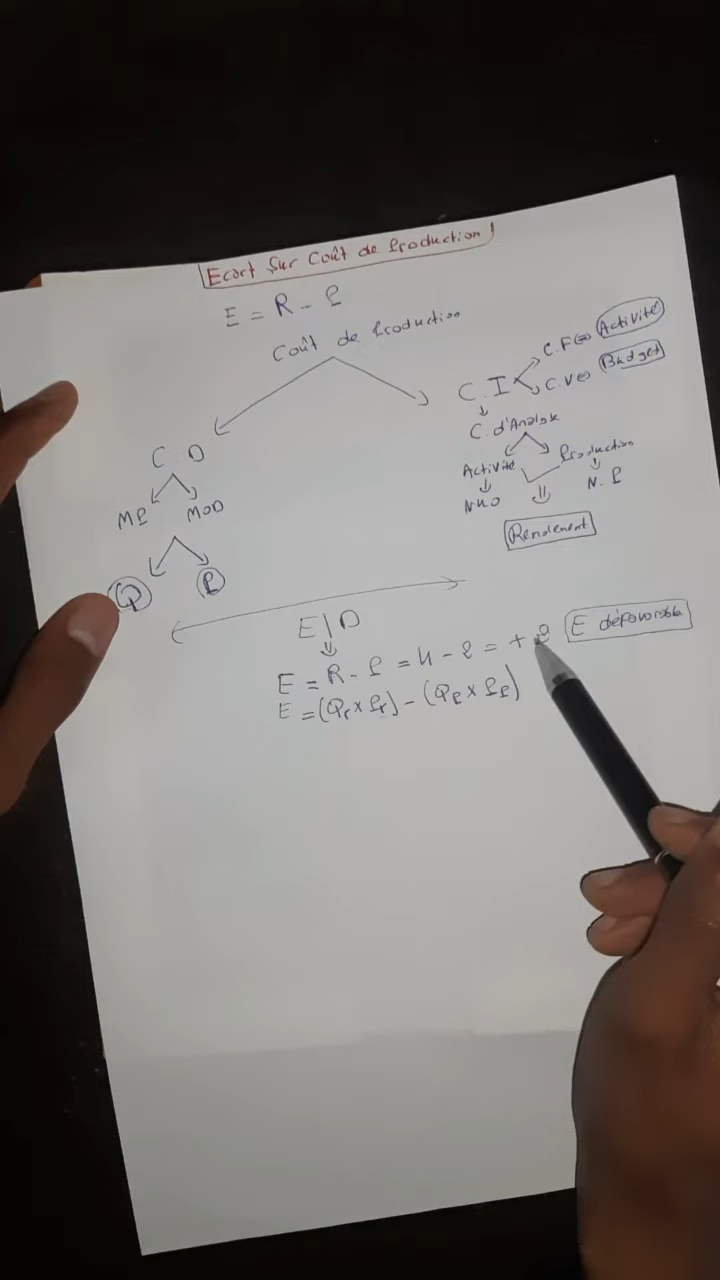 Ecart Sur Coût de Production
E = R - P
Coût de Production
C.D
MP MOD
Q P
C.I
C.F => Activité
C.V => Budget
C. d'Analyse
Activité Production
NHO N.P
Rendement
E/D
E = R - P = 4 - 2 = + 2 E défavorable
E = (Qr x Pr) - (Qp x Pp)